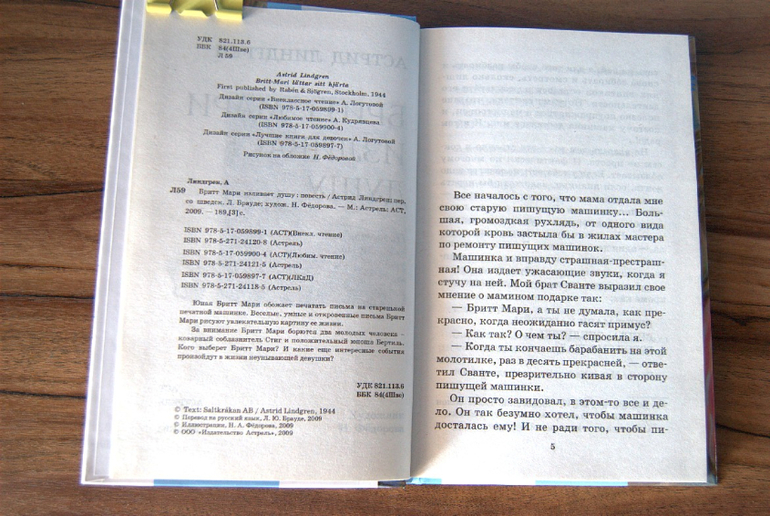 УДК 821.113.6
ББК 84(4Шве)
Л 59
Astrid Lindgren
Britt-Mari lättar sitt hjärta
First published by Rabén & Sjögren, Stockholm, 1944
Дизайн серии «Внеклассное чтение» А. Логутовой
(ISBN 978-5-17-059899-1)
Дизайн серии «Любимое чтение» А. Кудрявцева
(ISBN 978-5-17-059900-4)
Дизайн серии «Лучшие книги для девочек» А. Логутовой
(ISBN 978-5-17-059897-7)
Рисунок на обложке Н. Фёдоровой
Линдгрен, А
Л59 Бритт Мари изливает душу : повесть / Астрид Линдгрен; пер.
со шведск. Л. Брауде; худож. Н. Фёдорова. — М.: Астрель: АСТ,
2009. — 189,[3] с.
ISBN 978-5-17-059899-1 (АСТ)(Внекл. чтение)
ISBN 978-5-271-24120-8 (Астрель)
ISBN 978-5-17-059900-4 (АСТ)(Любим. чтение)
ISBN 978-5-271-24121-5 (Астрель)
ISBN 978-5-17-059897-7 (АСТ)(ЛКпД)
ISBN 978-5-271-24118-5 (Астрель)
Юная Бритт Мари обожает печатать письма на старенькой
печатной машинке. Веселые, умные и откровенные письма Бритт
Мари рисуют увлекательную картину ее жизни.
За внимание Бритт Мари борются два молодых человека —
коварный соблазнитель Стиг и положительный юноша Бертиль.
Кого выберет Бритт Мари? И какие еще интересные события
произойдут в жизни неунывающей девушки?
УДК 821.113.6
ББК 84(4Шве)
© Text: Saltkråkan AB / Astrid Lindgren, 1944
© Перевод на русский язык, Л. Ю. Брауде, 2009
© Иллюстрации, Н. А. Фёдорова, 2009
© ООО «Издательство Астрель», 2009
Все началось с того, что мама отдала мне
свою старую пишущую машинку... Боль-
шая, громоздкая рухлядь, от одного вида
которой кровь застыла бы в жилах мастера
по ремонту пишущих машинок.
Машинка и вправду страшная-престраш-
ная! Она издает ужасающие звуки, когда я
стучу на ней. Мой брат Сванте выразил свое
мнение о мамином подарке так:
— Бритт Мари, а ты не думала, как пре-
красно, когда неожиданно гасят примус?
— Как так? О чем ты? — спросила я.
— Когда ты кончаешь барабанить на этой
молотилке, раз в десять прекрасней, — отве-
тил Сванте, презрительно кивая в сторону
пишущей машинки.
Он просто завидовал, в этом-то все и де-
ло. Он так безумно хотел, чтобы машинка
досталась ему! И не ради того, чтобы пи-
5